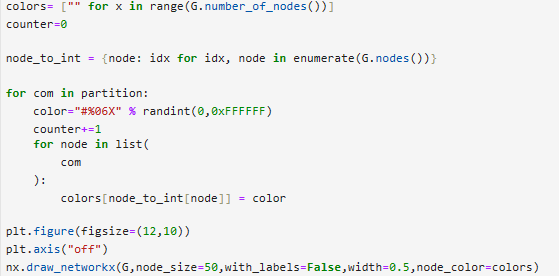 colors= ["" for x in range(G.number_of_nodes())]
counter=0
node_to_int = {node: idx for idx, node in enumerate(G.nodes())}
for com in partition:
    color="#%06X" % randint(0,0xFFFFFF)
    counter+=1
    for node in list(
        com
    ):
        colors[node_to_int[node]] = color
plt.figure(figsize=(12,10))
plt.axis("off")
nx.draw_networkx(G,node_size=50,with_labels=False,width=0.5,node_color=colors)